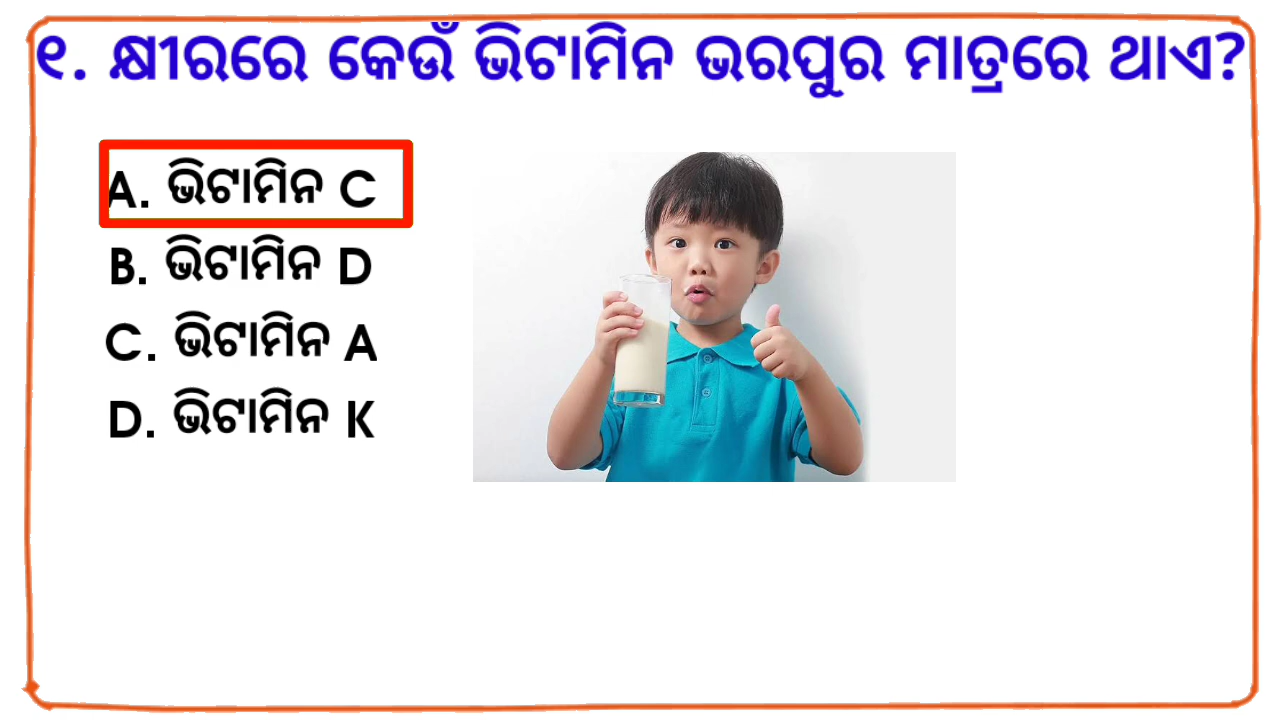 ୧. କ୍ଷୀରରେ କେଉଁ ଭିଟାମିନ ଭରପୁର ମାତ୍ରରେ ଥାଏ?
A. ଭିଟାମିନ C
B. ଭିଟାମିନ D
C. ଭିଟାମିନ A
D. ଭିଟାମିନ K